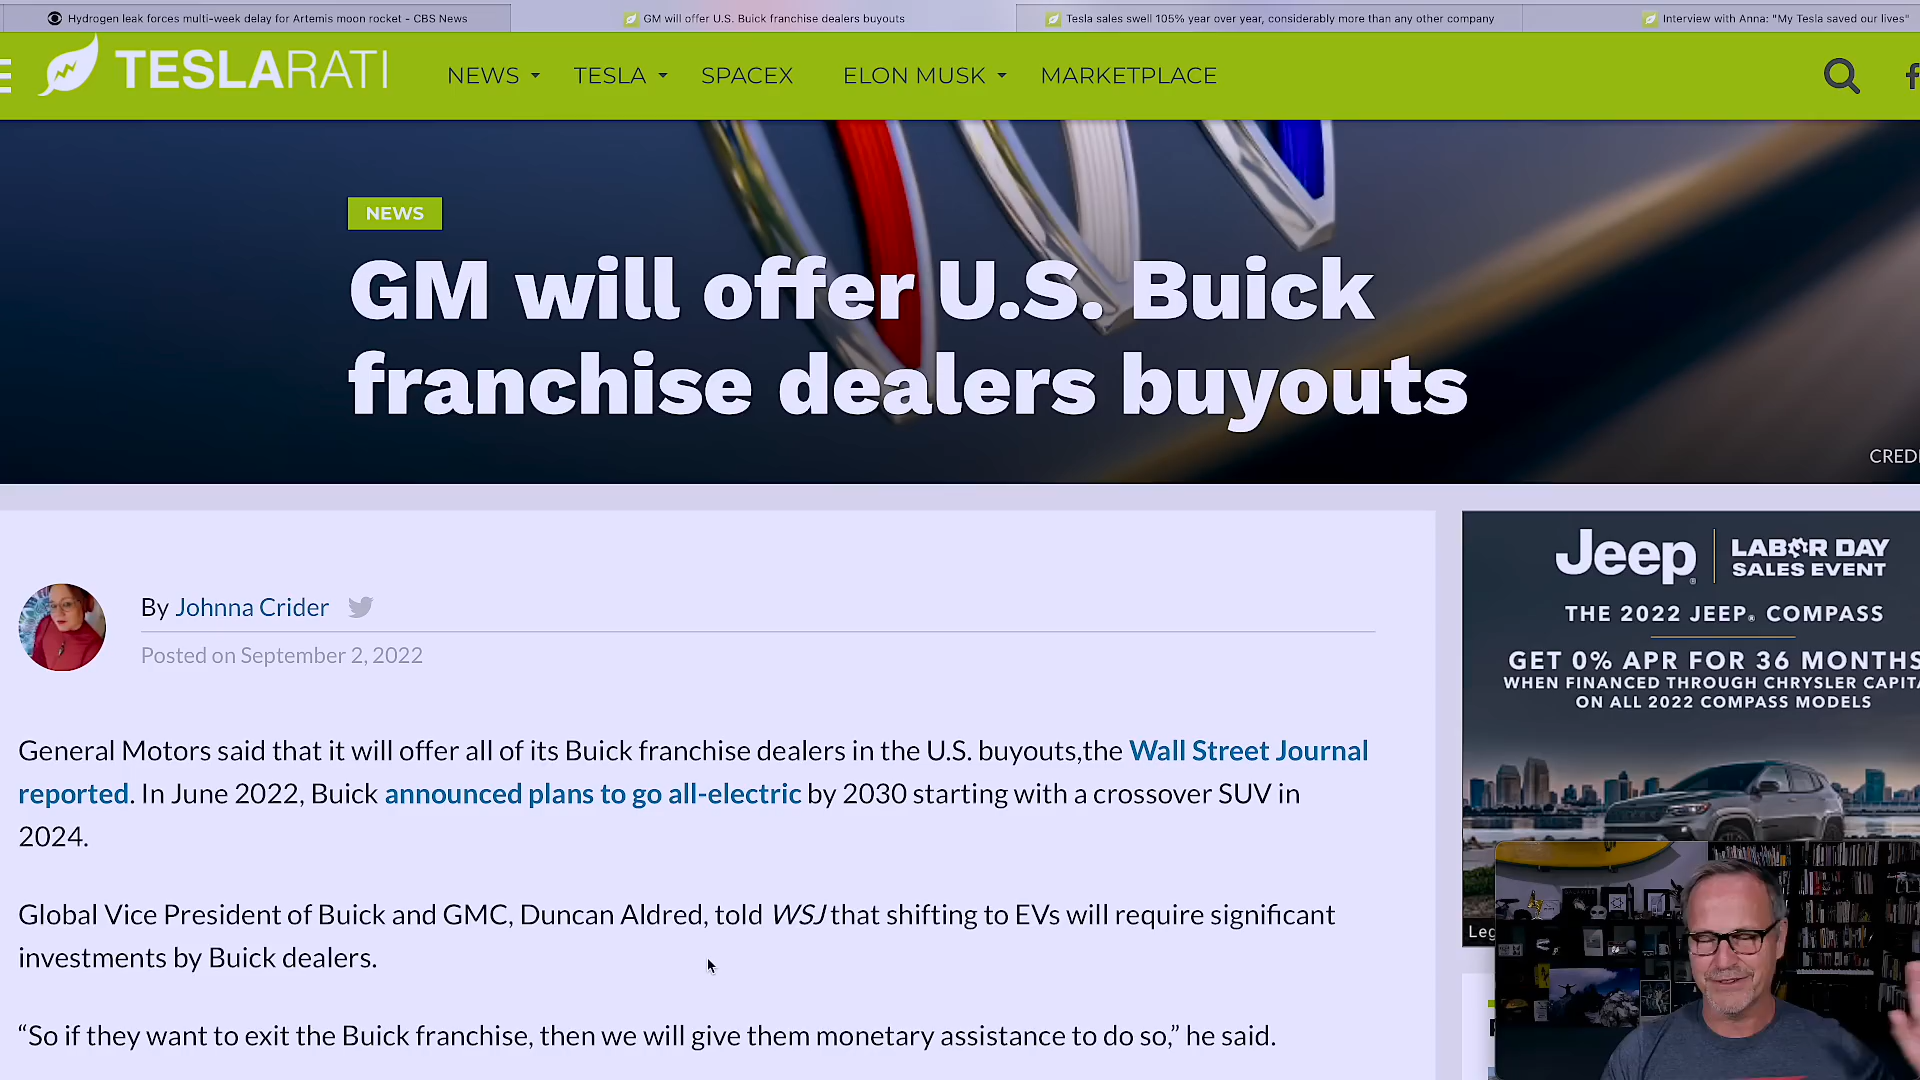 Hydrogen leak forces multi-week delay for Artemis moon rocket - CBS News
GM will offer U.S. Buick franchise dealers buyouts
Tesla sales swell 105% year over year, considerably more than any other company
Interview with Anna: "My Tesla saved our lives"
TESLARATI
NEWS
TESLA
SPACEX
ELON MUSK
MARKETPLACE
NEWS
GM will offer U.S. Buick
franchise dealers buyouts
CREDI
By Johnna Crider
Posted on September 2, 2022
General Motors said that it will offer all of its Buick franchise dealers in the U.S. buyouts,the Wall Street Journal
reported. In June 2022, Buick announced plans to go all-electric by 2030 starting with a crossover SUV in
2024.
Global Vice President of Buick and GMC, Duncan Aldred, told WSJ that shifting to EVs will require significant
investments by Buick dealers.
“So if they want to exit the Buick franchise, then we will give them monetary assistance to do so,” he said.
Jeep
LABOR DAY
SALES EVENT
THE 2022 JEEP® COMPASS
GET 0% APR FOR 36 MONTHS
WHEN FINANCED THROUGH CHRYSLER CAPITA
ON ALL 2022 COMPASS MODELS
Leg